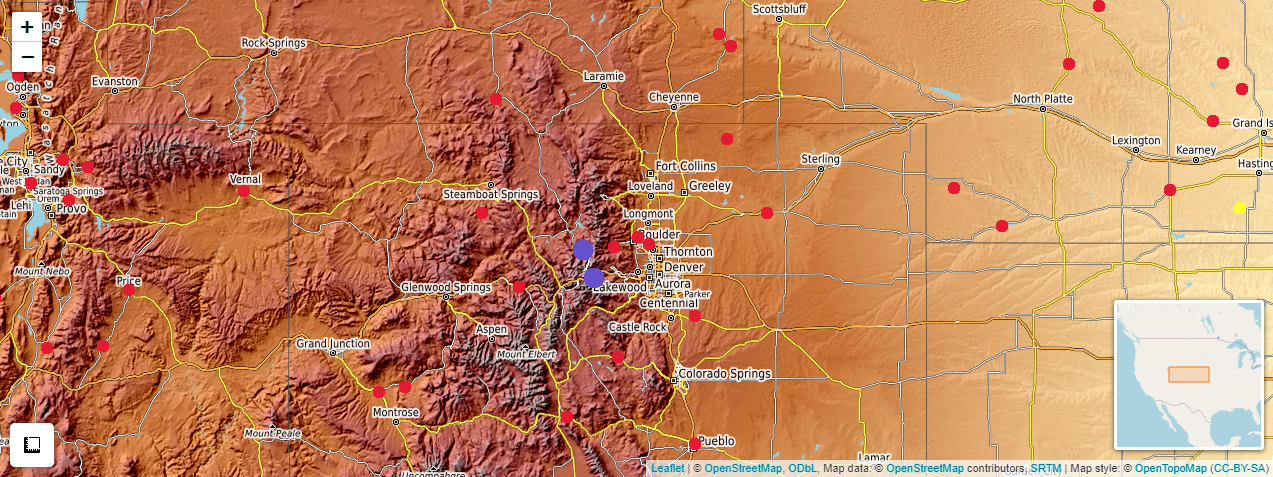 +
−
Scottsbluff
Rock Springs
Evanston
Ogden
Laramie
Cheyenne
North Platte
Grand Is
Lexington
Kearney
Hasting
Wasatch Ran
Sandy
West
Saratoga Springs
Orem
Lehi
Provo
Vernal
Steamboat Springs
Fort Collins
Loveland
Greeley
Sterling
Longmont
Boulder
Thornton
Denver
Lakewood
Aurora
Parker
Centennial
Castle Rock
Mount Nebo
Price
Glenwood Springs
Aspen
Mount Elbert
Grand Junction
Colorado Springs
Montrose
Mount Peale
Pueblo
Uncompahgre
Lamar
Leaflet | © OpenStreetMap, ODbL, Map data: © OpenStreetMap contributors, SRTM | Map style: © OpenTopoMap (CC-BY-SA)